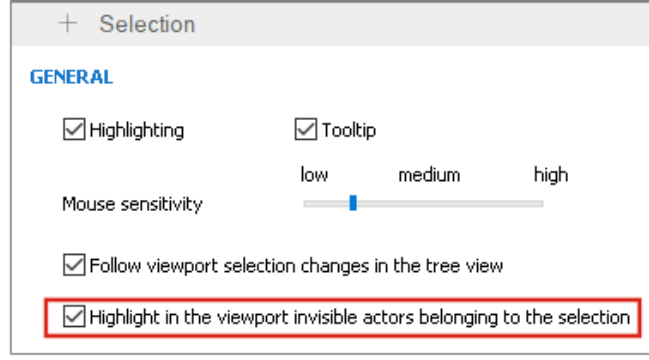 + Selection
GENERAL
Highlighting Tooltip
low medium high
Mouse sensitivity
Follow viewport selection changes in the tree view
Highlight in the viewport invisible actors belonging to the selection